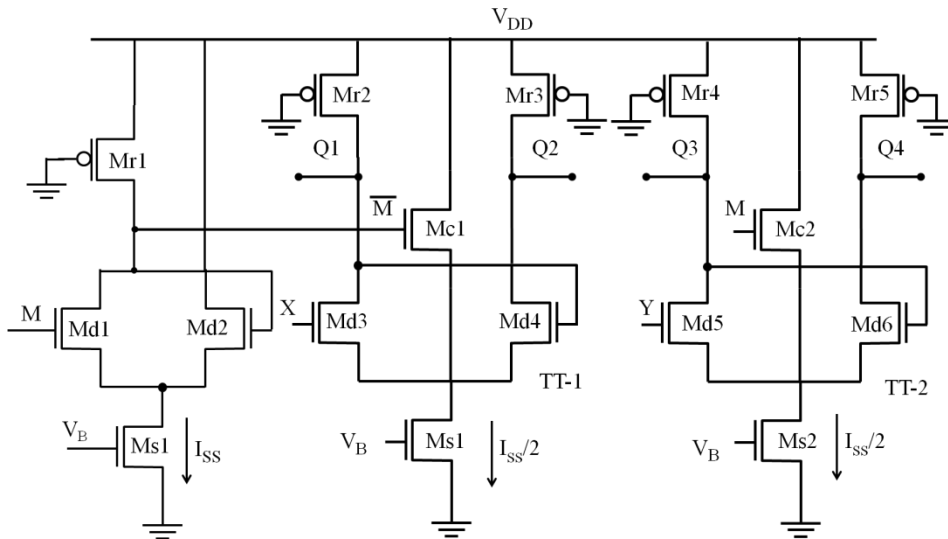 V_DD
Mr2
Mr3
Mr4
Mr5
Mr1
Q1
Q2
Q3
Q4
M̅
Mc1
M
Mc2
M
Md1
Md2
X
Md3
Md4
Y
Md5
Md6
TT-1
TT-2
V_B
Ms1
I_SS
V_B
Ms1
I_SS/2
V_B
Ms2
I_SS/2